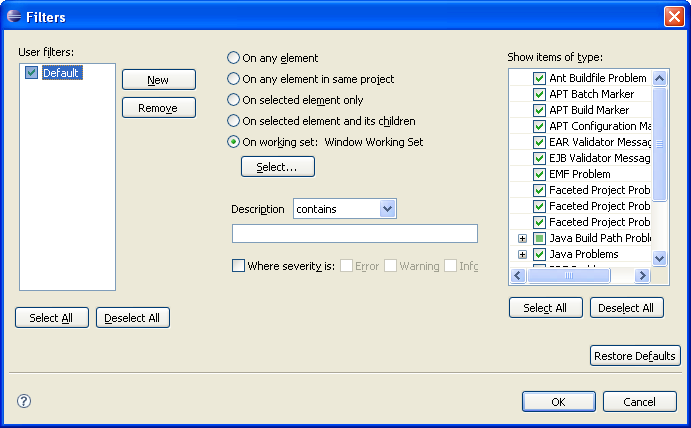 Filters
User filters:
Default
New
Remove
Select All
Deselect All
On any element
On any element in same project
On selected element only
On selected element and its children
On working set: Window Working Set
Select...
Description
contains
Where severity is:
Error
Warning
Info
Show items of type:
Ant Buildfile Problem
APT Batch Marker
APT Build Marker
APT Configuration Ma
EAR Validator Messag
EJB Validator Messag
EMF Problem
Faceted Project Prob
Faceted Project Prob
Faceted Project Prob
Java Build Path Proble
Java Problems
Select All
Deselect All
Restore Defaults
?
OK
Cancel